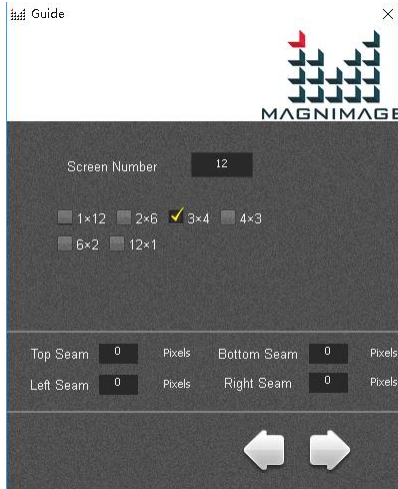 Guide
MAGNIMAGE
Screen Number 12
1×12 2×6 3×4 4×3
6×2 12×1
Top Seam 0 Pixels Bottom Seam 0 Pixels
Left Seam 0 Pixels Right Seam 0 Pixels